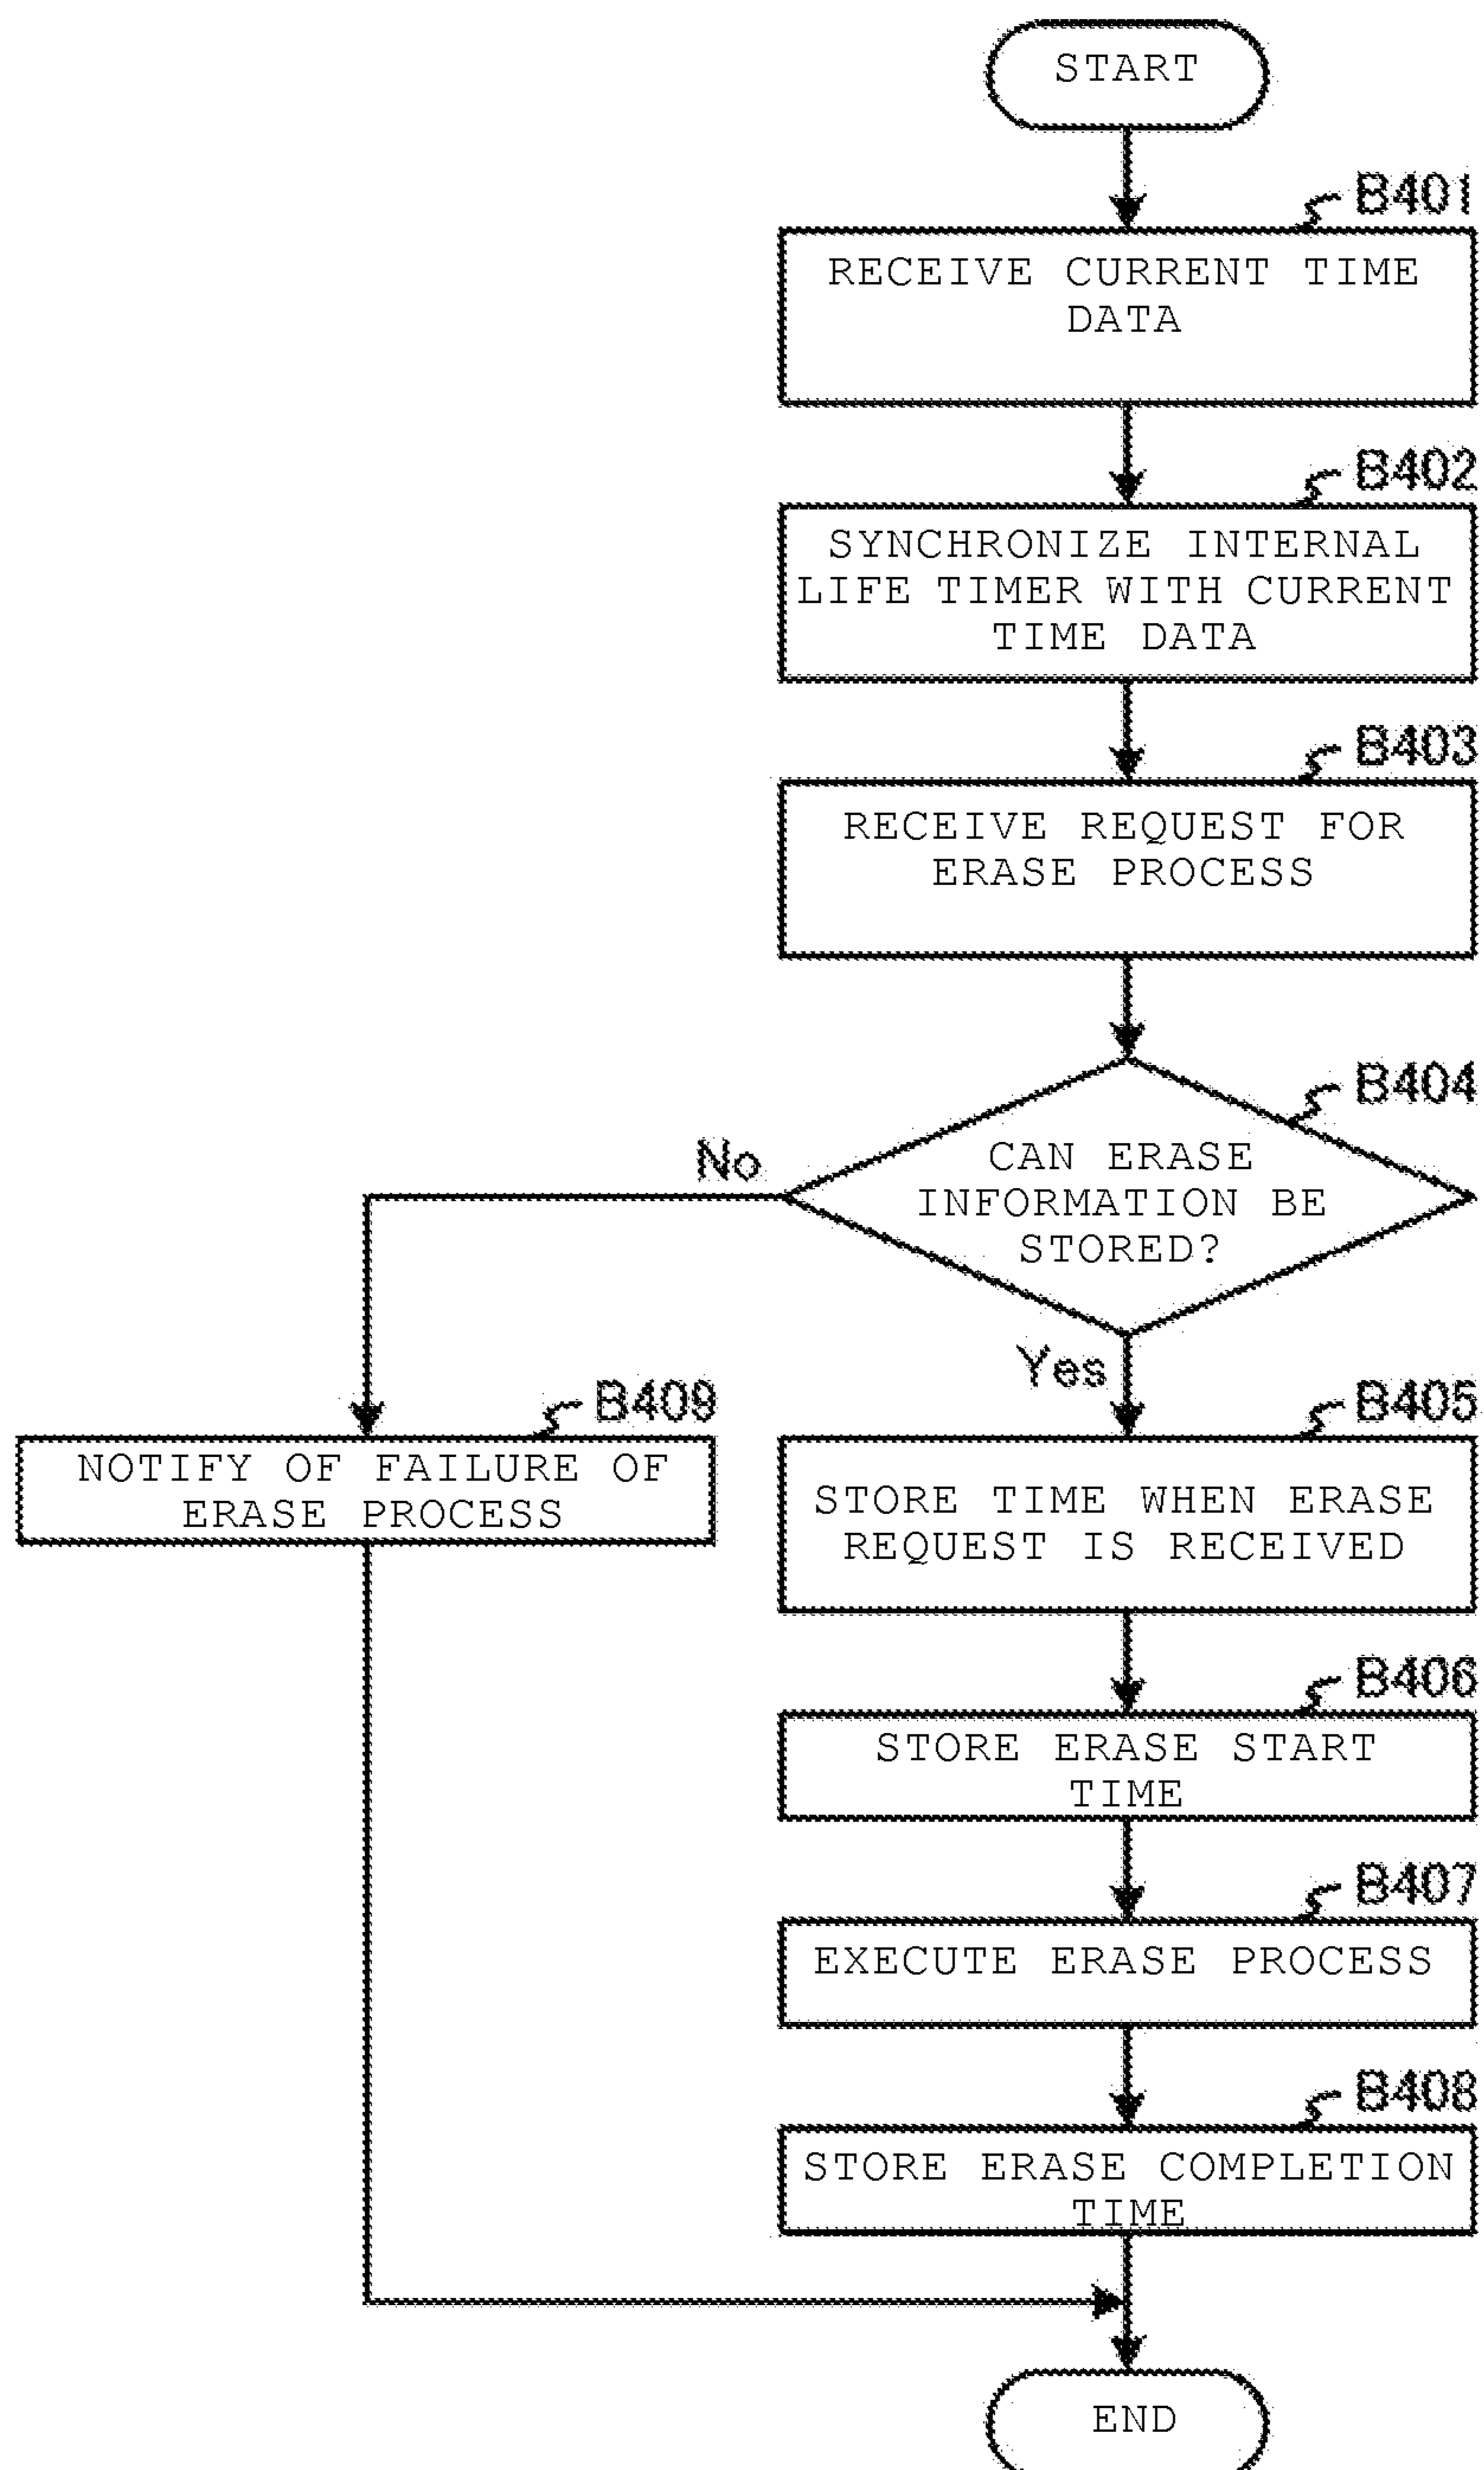 START
B401
RECEIVE CURRENT TIME
DATA
B402
SYNCHRONIZE INTERNAL
LIFE TIMER WITH CURRENT
TIME DATA
B403
RECEIVE REQUEST FOR
ERASE PROCESS
B404
CAN ERASE
INFORMATION BE
STORED?
No
Yes
B409
NOTIFY OF FAILURE OF
ERASE PROCESS
B405
STORE TIME WHEN ERASE
REQUEST IS RECEIVED
B406
STORE ERASE START
TIME
B407
EXECUTE ERASE PROCESS
B408
STORE ERASE COMPLETION
TIME
END